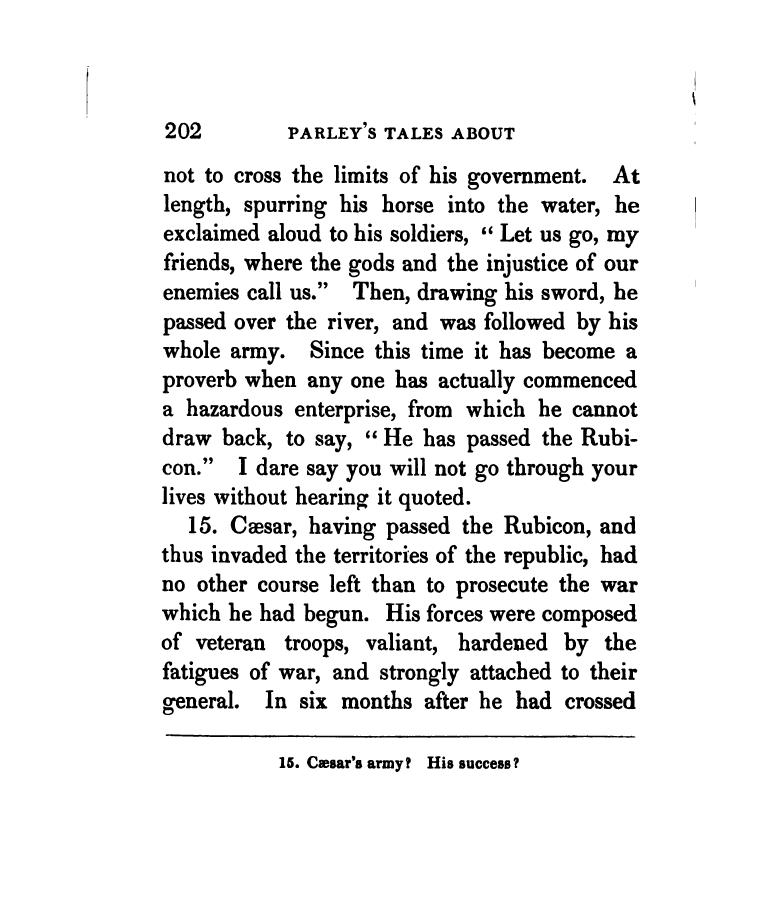 202 PARLEY'S TALES ABOUT
not to cross the limits of his government. At
length, spurring his horse into the water, he
exclaimed aloud to his soldiers, “ Let us go, my
friends, where the gods and the injustice of our
enemies call us.” Then, drawing his sword, he
passed over the river, and was followed by his
whole army. Since this time it has become a
proverb when any one has actually commenced
a hazardous enterprise, from which he cannot
draw back, to say, “ He has passed the Rubi-
con.” I dare say you will not go through your
lives without hearing it quoted.
15. Cæsar, having passed the Rubicon, and
thus invaded the territories of the republic, had
no other course left than to prosecute the war
which he had begun. His forces were composed
of veteran troops, valiant, hardened by the
fatigues of war, and strongly attached to their
general. In six months after he had crossed
15. Cæsar's army? His success?